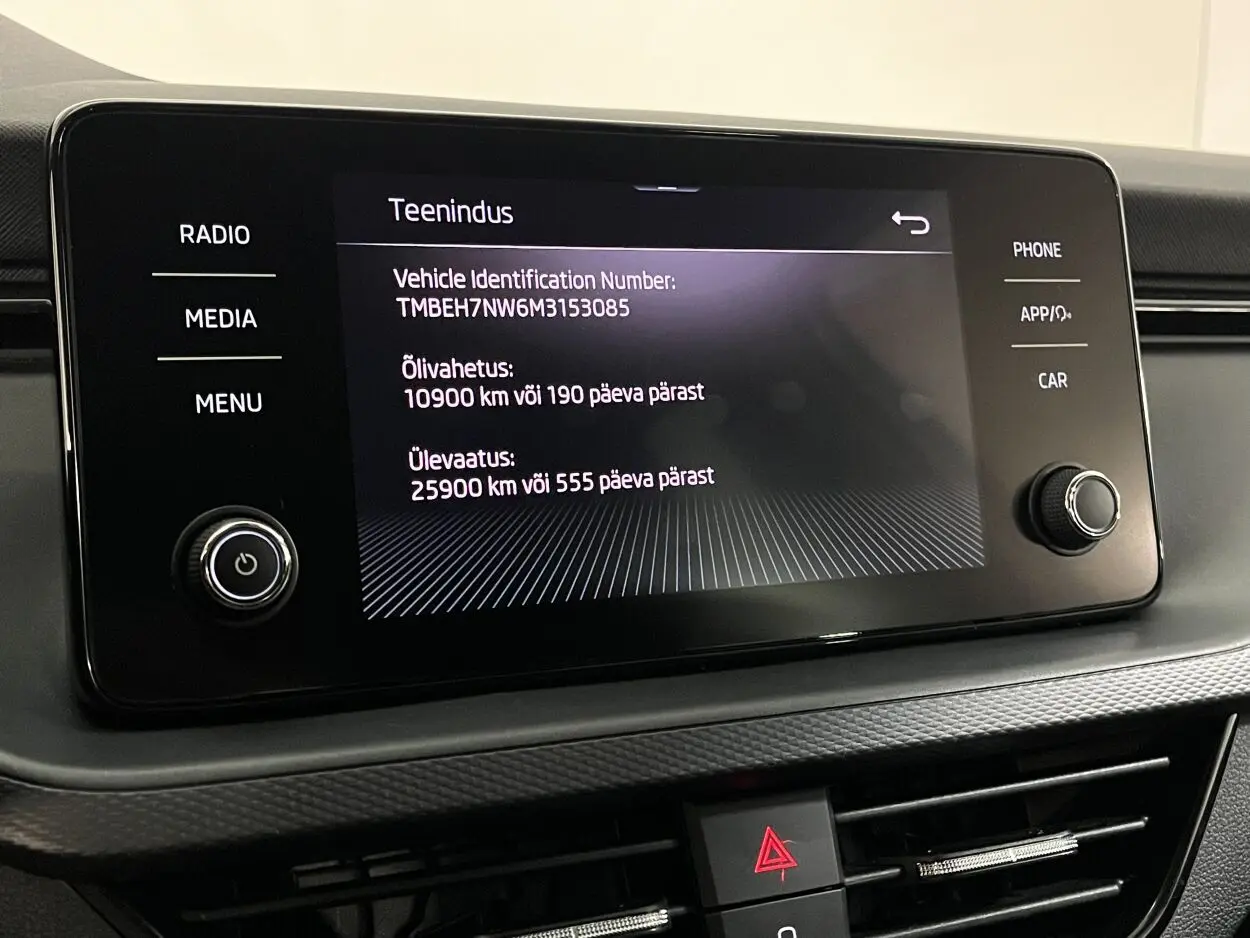 Teenindus
RADIO
MEDIA
MENU
Vehicle Identification Number:
TMBEH7NW6M3153085
Õlivahetus:
10900 km või 190 päeva pärast
Ülevaatus:
25900 km või 555 päeva pärast
PHONE
APP/
CAR